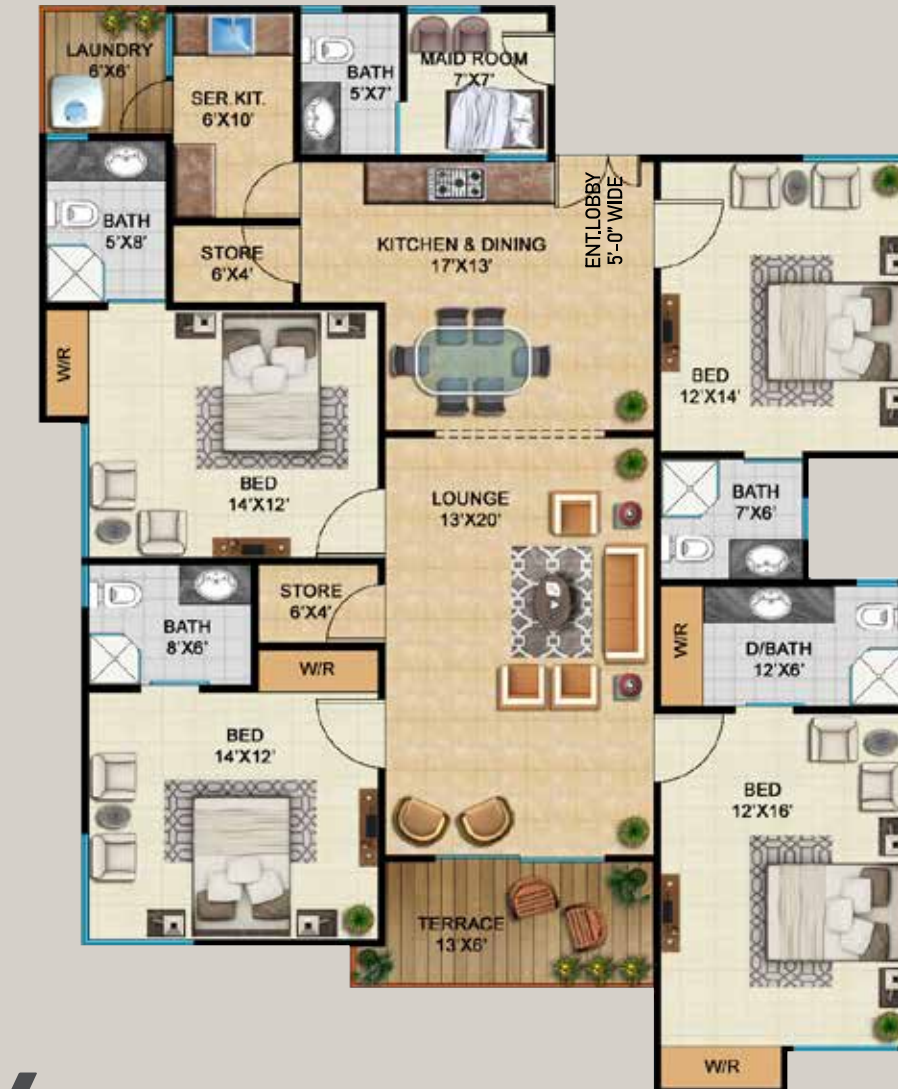 LAUNDRY
6'X6'
SER.KIT.
6'X10'
BATH
5'X7'
MAID ROOM
7'X7'
BATH
5'X8'
STORE
6'X4'
KITCHEN & DINING
17'X13'
ENT.LOBBY
5'-0" WIDE
W/R
BED
14'X12'
BED
12'X14'
LOUNGE
13'X20'
BATH
7'X6'
STORE
6'X4'
BATH
8'X6'
W/R
W/R
D/BATH
12'X6'
BED
14'X12'
BED
12'X16'
TERRACE
13'X6'
W/R